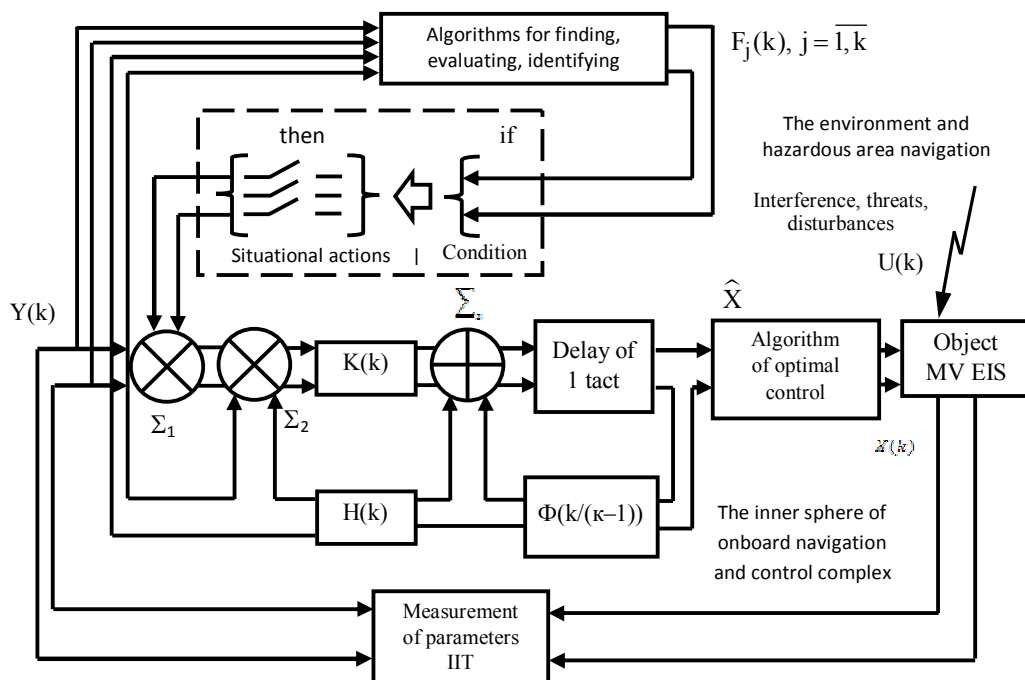 Algorithms for finding,
evaluating, identifying
F_j(k), j = \overline{1,k}
then
if
The environment and
hazardous area navigation
Interference, threats,
disturbances
Situational actions | Condition
U(k)
Y(k)
Σ
X̂
K(k)
Delay of
1 tact
Algorithm
of optimal
control
Object
MV EIS
Σ₁
Σ₂
X(k)
H(k)
Φ(k/(к–1))
The inner sphere of
onboard navigation
and control complex
Measurement
of parameters
IIT